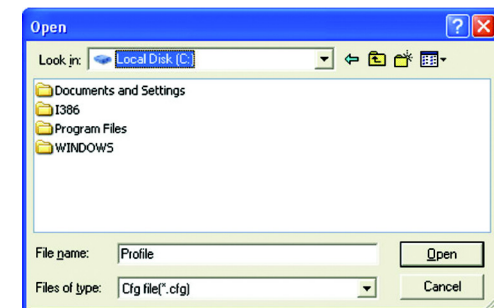 Open
Look in: Local Disk (C:)
Documents and Settings
I386
Program Files
WINDOWS
File name: Profile Open
Files of type: Cfg file(*.cfg) Cancel